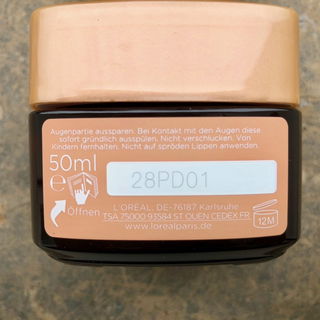 Augenpartie aussparen. Bei Kontakt mit den Augen diese
sofort gründlich ausspülen. Nicht verschlucken. Von
Kindern fernhalten. Nicht auf spröden Lippen anwenden.
50ml
28PD01
e
Öffnen
L'ORÉAL, DE-76187 Karlsruhe
TSA 75000 93584 ST OUEN CEDEX FR
www.lorealparis.de
12M